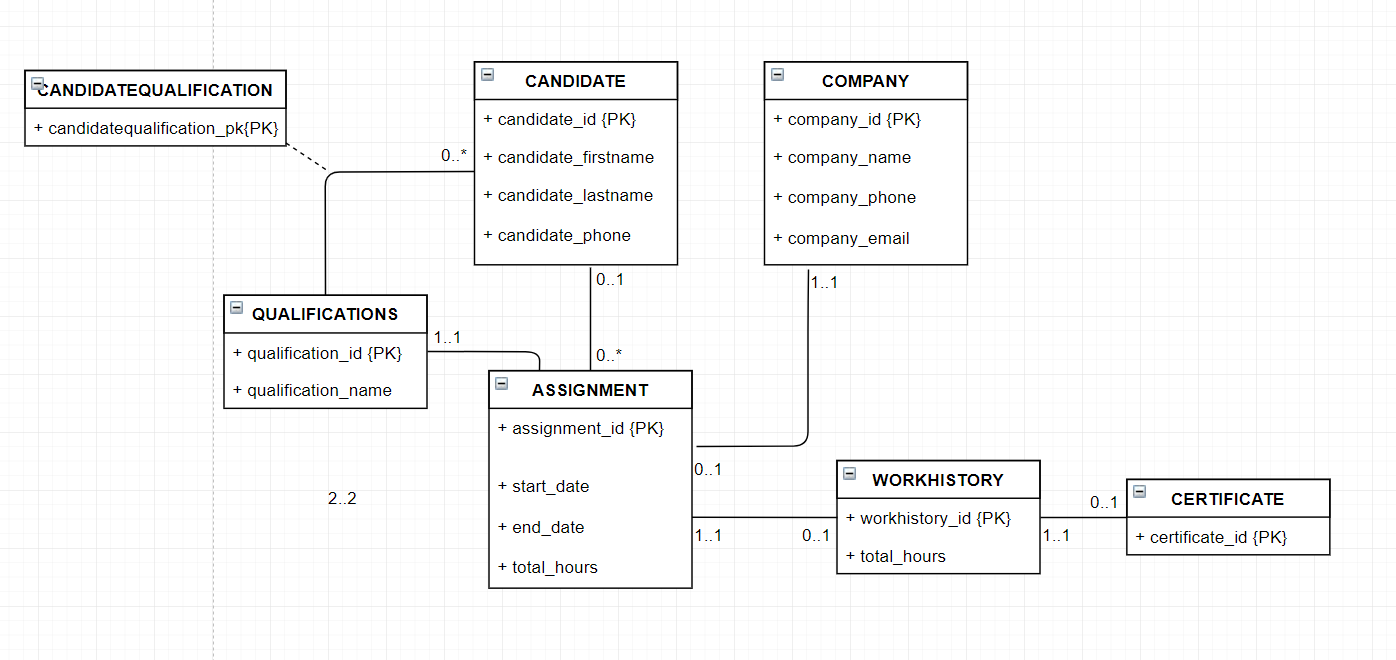 CANDIDATEQUALIFICATION
+ candidatequalification_pk{PK}
CANDIDATE
+ candidate_id {PK}
+ candidate_firstname
+ candidate_lastname
+ candidate_phone
COMPANY
+ company_id {PK}
+ company_name
+ company_phone
+ company_email
0..*
0..1
1..1
QUALIFICATIONS
+ qualification_id {PK}
+ qualification_name
1..1
0..*
ASSIGNMENT
+ assignment_id {PK}
+ start_date
+ end_date
+ total_hours
0..1
2..2
1..1
0..1
WORKHISTORY
+ workhistory_id {PK}
+ total_hours
0..1
1..1
CERTIFICATE
+ certificate_id {PK}